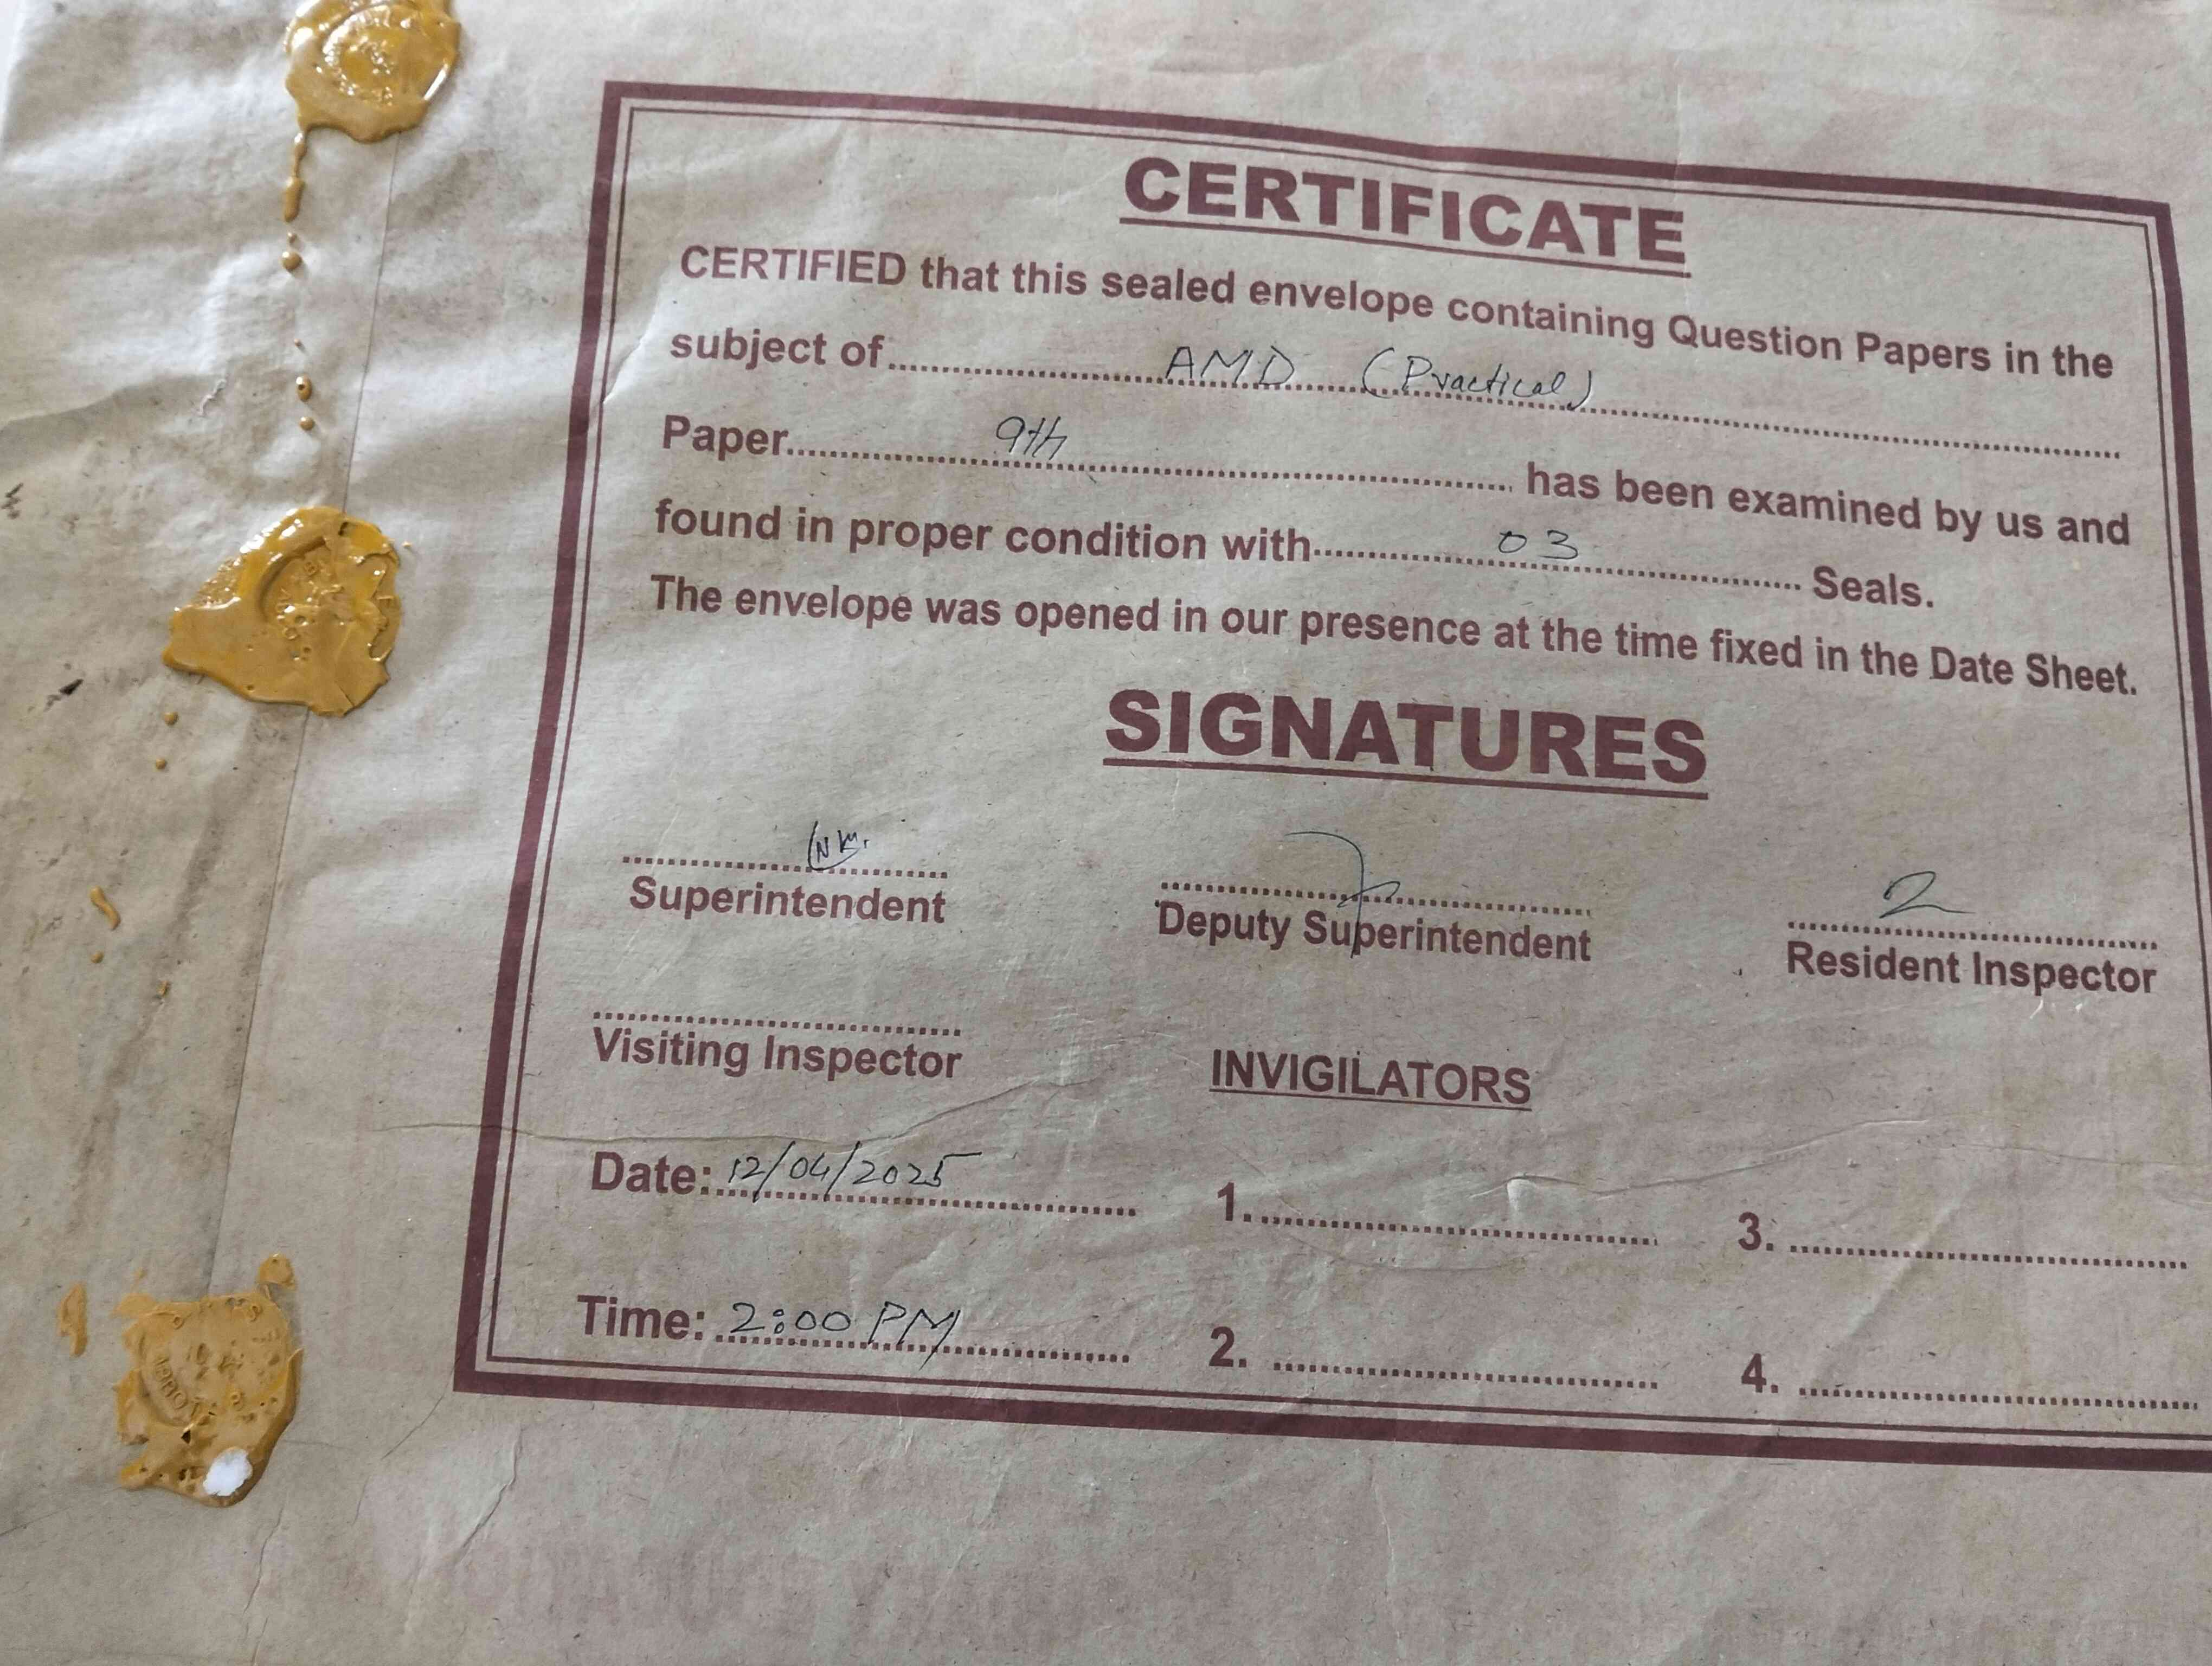 CERTIFICATE
CERTIFIED that this sealed envelope containing Question Papers in the
subject of AMD (Practical)
Paper 9th has been examined by us and
found in proper condition with 03 Seals.
The envelope was opened in our presence at the time fixed in the Date Sheet.
SIGNATURES
Superintendent Deputy Superintendent Resident Inspector
Visiting Inspector INVIGILATORS
Date: 12/04/2025 1. 3.
Time: 2:00 PM 2. 4.